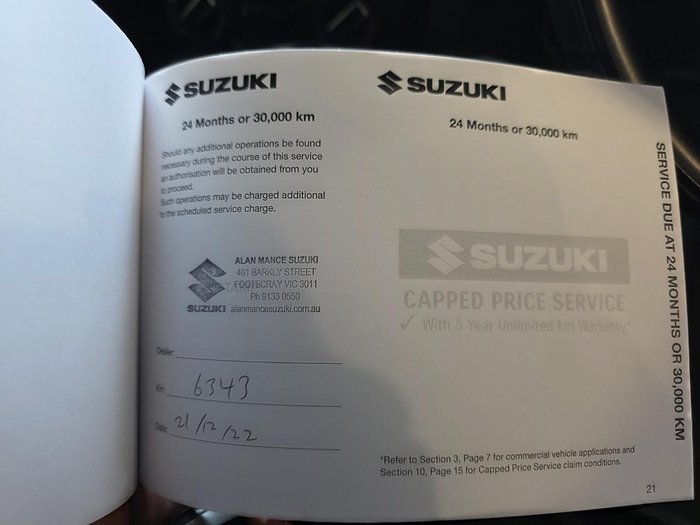 SUZUKI
24 Months or 30,000 km
Should any additional operations be found
necessary during the course of this service
an authorisation will be obtained from you
to proceed.
Such operations may be charged additional
to the scheduled service charge.
ALAN MANCE SUZUKI
461 BARKLY STREET
FOOTSCRAY VIC 3011
Ph 9133 0550
SUZUKI alanmancesuzuki.com.au
Dealer:
Km: 6343
Date: 21/12/22
SUZUKI
24 Months or 30,000 km
SUZUKI
CAPPED PRICE SERVICE
✓ With 5 Year Unlimited km Warranty*
*Refer to Section 3, Page 7 for commercial vehicle applications and
Section 10, Page 15 for Capped Price Service claim conditions.
21
SERVICE DUE AT 24 MONTHS OR 30,000 KM